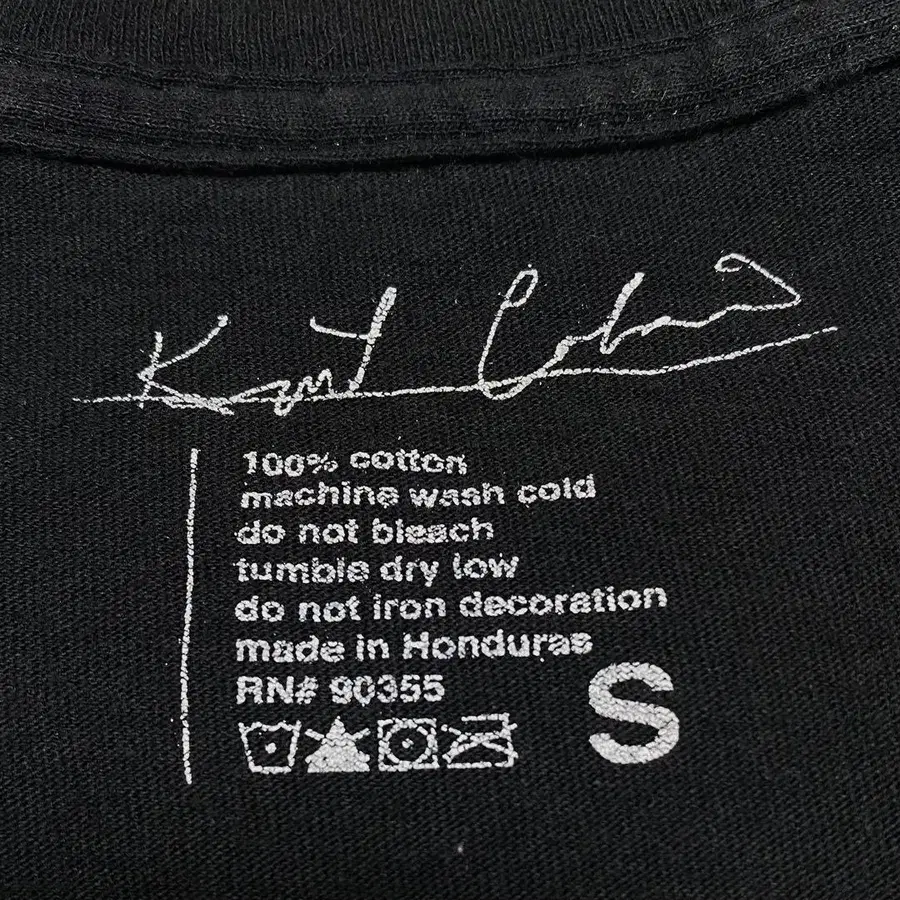 Kurt Cobain
100% cotton
machine wash cold
do not bleach
tumble dry low
do not iron decoration
made in Honduras
RN# 90355
S